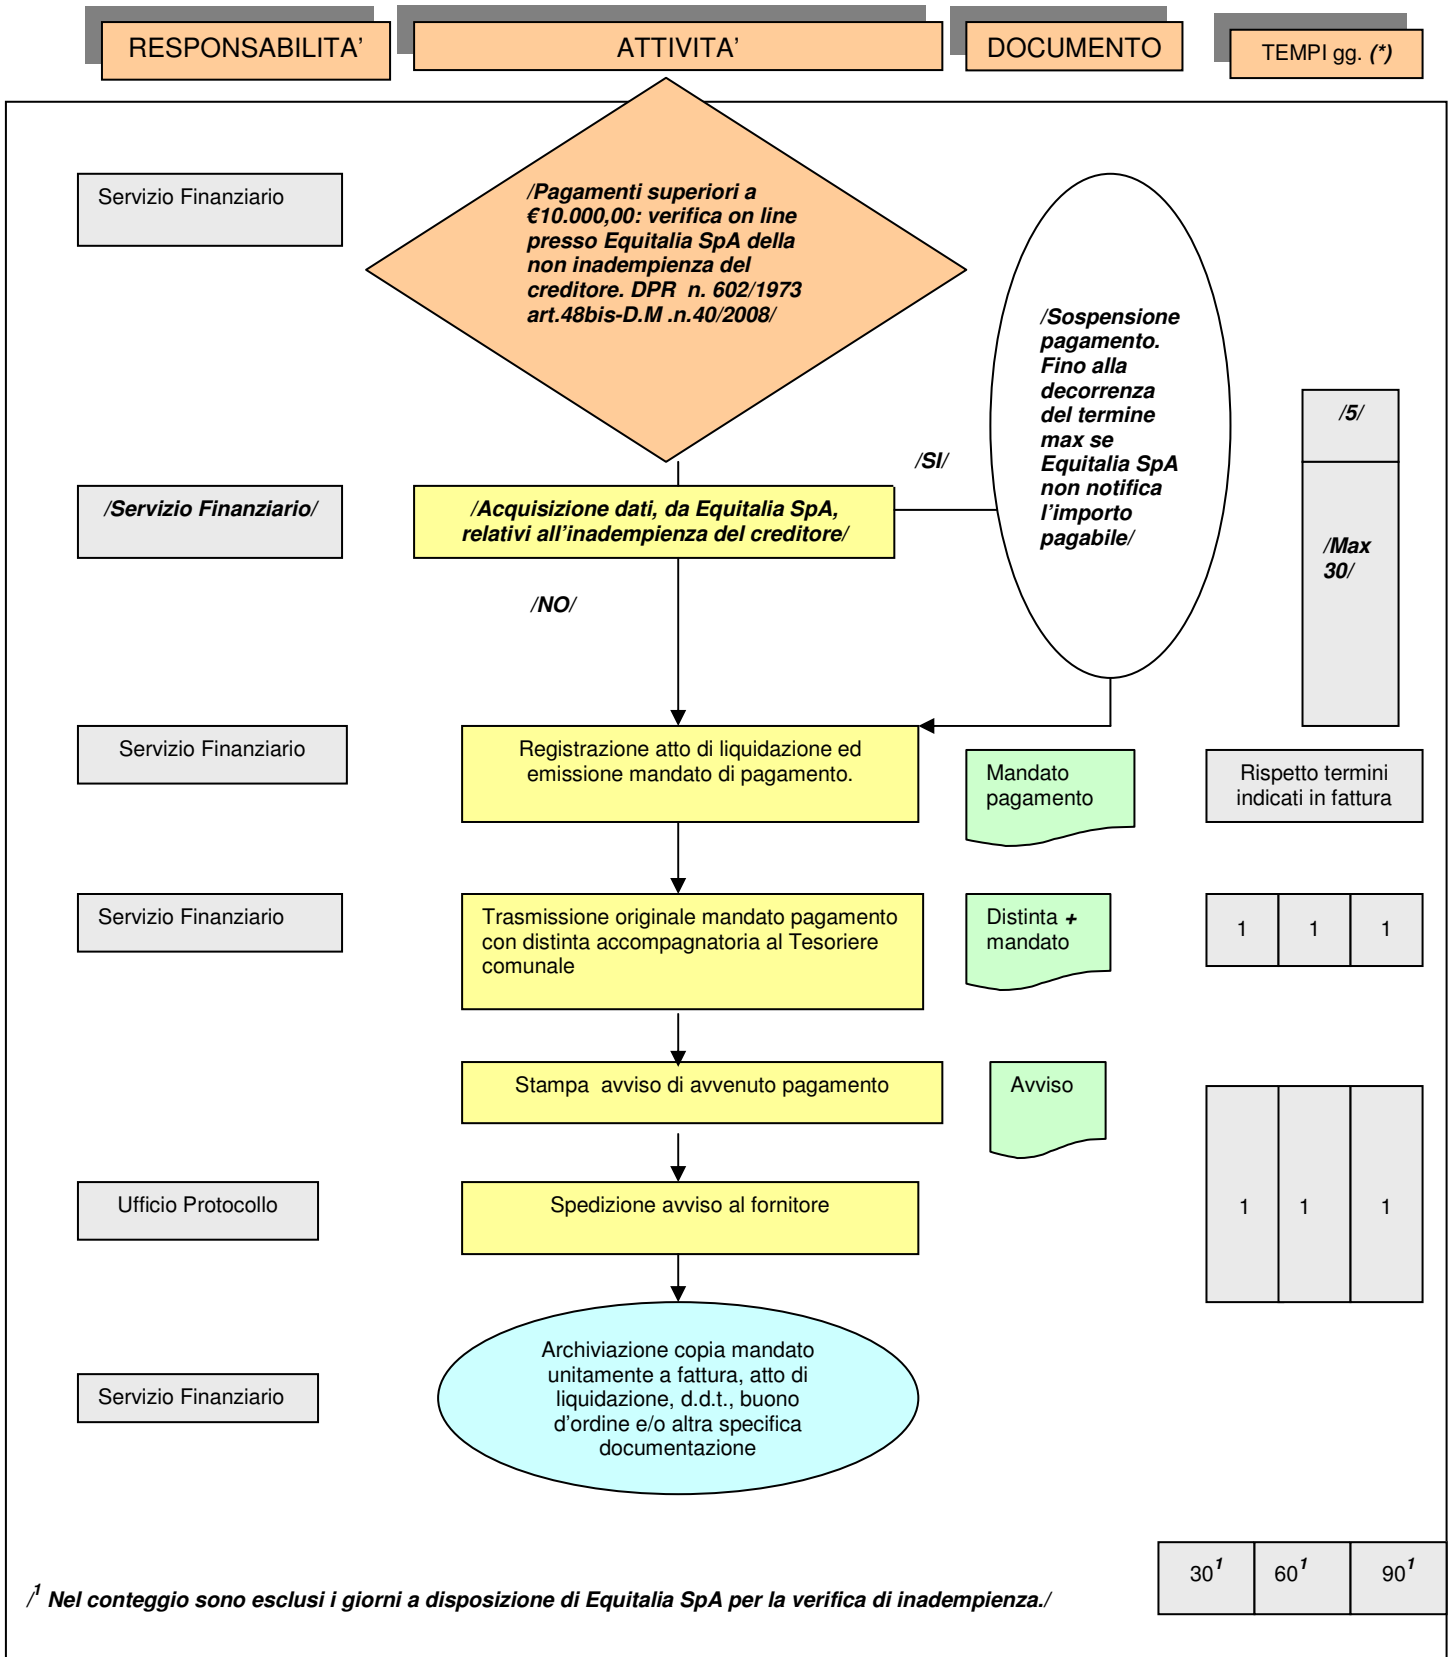 RESPONSABILITA’
ATTIVITA’
DOCUMENTO
TEMPI gg. (*)
Servizio Finanziario
/Pagamenti superiori a
€10.000,00: verifica on line
presso Equitalia SpA della
non inadempienza del
creditore. DPR  n. 602/1973
art.48bis-D.M .n.40/2008/
/Sospensione
pagamento.
Fino alla
decorrenza
del termine
max se
Equitalia SpA
non notifica
l’importo
pagabile/
/5/
/Max
30/
/SI/
/Servizio Finanziario/
/Acquisizione dati, da Equitalia SpA,
relativi all’inadempienza del creditore/
/NO/
Servizio Finanziario
Registrazione atto di liquidazione ed
emissione mandato di pagamento.
Mandato
pagamento
Rispetto termini
indicati in fattura
Servizio Finanziario
Trasmissione originale mandato pagamento
con distinta accompagnatoria al Tesoriere
comunale
Distinta +
mandato
1 1 1
Stampa  avviso di avvenuto pagamento
Avviso
Ufficio Protocollo
Spedizione avviso al fornitore
1 1 1
Servizio Finanziario
Archiviazione copia mandato
unitamente a fattura, atto di
liquidazione, d.d.t., buono
d’ordine e/o altra specifica
documentazione
30¹ 60¹ 90¹
/¹ Nel conteggio sono esclusi i giorni a disposizione di Equitalia SpA per la verifica di inadempienza./